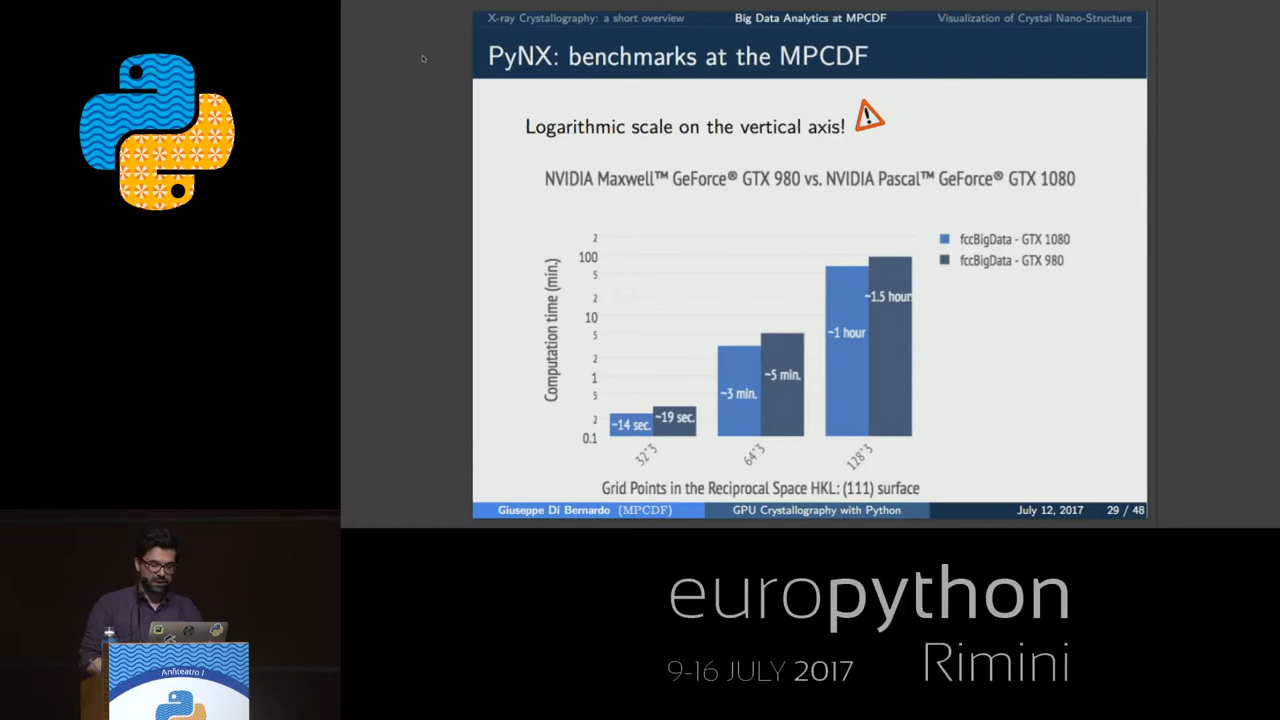 X-ray Crystallography: a short overview Big Data Analytics at MPCDF Visualization of Crystal Nano-Structure
PyNX: benchmarks at the MPCDF
Logarithmic scale on the vertical axis!
NVIDIA Maxwell™ GeForce® GTX 980 vs. NVIDIA Pascal™ GeForce® GTX 1080
fccBigData - GTX 1080
fccBigData - GTX 980
Computation time (min.)
2
100
5
2
10
5
2
1
5
2
0.1
~14 sec.
~19 sec.
~3 min.
~5 min.
~1 hour
~1.5 hour
32^3
64^3
128^3
Grid Points in the Reciprocal Space HKL: (111) surface
Giuseppe Di Bernardo (MPCDF) GPU Crystallography with Python July 12, 2017 29 / 48
Anfiteatro 1
europython
9-16 JULY 2017 Rimini